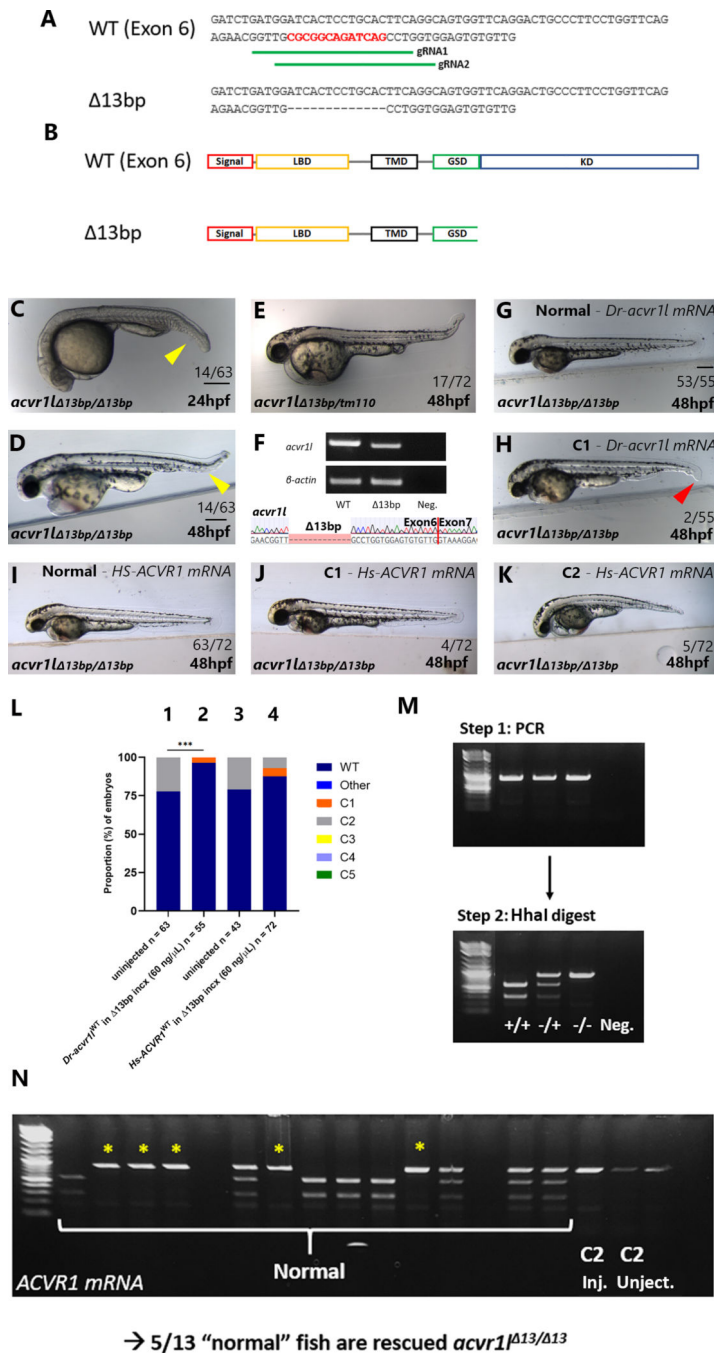 A
WT (Exon 6)
GATCTGATGGATCACTCCTGCACTTCAGGCAGTGGTTCAGGACTGCCCTTCCTGGTTCAG
AGAACGGTTGCGCGGCAGATCAGCCTGGTGGAGTGTGTTG
gRNA1
gRNA2
Δ13bp
GATCTGATGGATCACTCCTGCACTTCAGGCAGTGGTTCAGGACTGCCCTTCCTGGTTCAG
AGAACGGTTG-------------CCTGGTGGAGTGTGTTG
B
WT (Exon 6)
Signal LBD TMD GSD KD
Δ13bp
Signal LBD TMD GSD
C
14/63
acvr1lΔ13bp/Δ13bp 24hpf
E
17/72
acvr1lΔ13bp/tm110 48hpf
G Normal - Dr-acvr1l mRNA
53/55
acvr1lΔ13bp/Δ13bp 48hpf
D
14/63
acvr1lΔ13bp/Δ13bp 48hpf
F
acvr1l
β-actin
WT Δ13bp Neg.
acvr1l
Δ13bp Exon6 Exon7
GAACGGTT-------------GCCTGGTGGAGTGTGTTGGTAAAGGA
H C1 - Dr-acvr1l mRNA
2/55
acvr1lΔ13bp/Δ13bp 48hpf
I Normal - HS-ACVR1 mRNA
63/72
acvr1lΔ13bp/Δ13bp 48hpf
J C1 - Hs-ACVR1 mRNA
4/72
acvr1lΔ13bp/Δ13bp 48hpf
K C2 - Hs-ACVR1 mRNA
5/72
acvr1lΔ13bp/Δ13bp 48hpf
L
1 2 3 4
***
Proportion (%) of embryos
100
75
50
25
0
WT
Other
C1
C2
C3
C4
C5
uninjected n = 63
Dr-acvr1l^WT in Δ13bp incx (60 ng/μL) n = 55
uninjected n = 43
Hs-ACVR1^WT in Δ13bp incx (60 ng/μL) n = 72
M
Step 1: PCR
Step 2: HhaI digest
+/+ -/+ -/- Neg.
N
* * * * *
Normal
C2 C2
Inj. Unject.
ACVR1 mRNA
→ 5/13 “normal” fish are rescued acvr1l^Δ13/Δ13